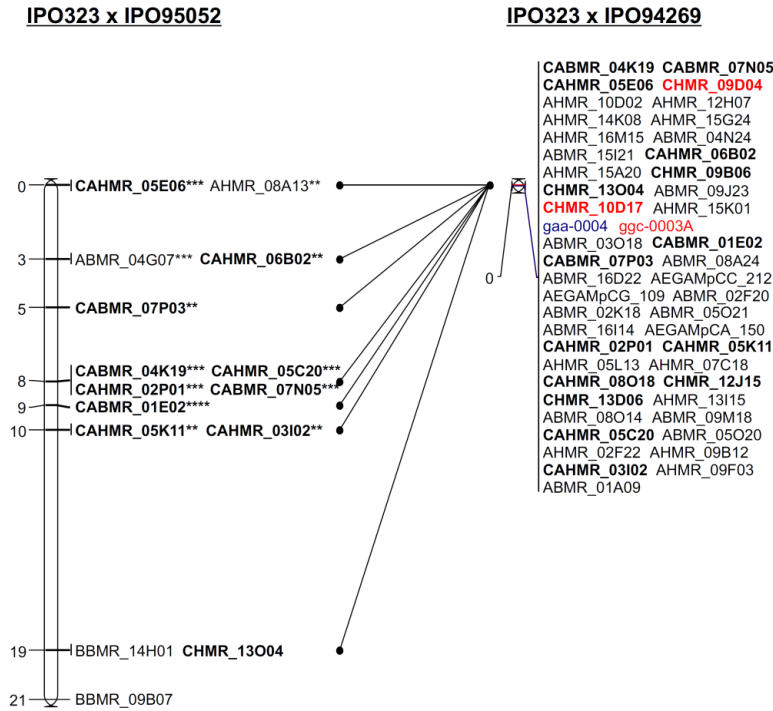 IPO323 x IPO95052
0 CAHMR_05E06*** AHMR_08A13**
3 ABMR_04G07*** CAHMR_06B02**
5 CABMR_07P03**
CABMR_04K19*** CAHMR_05C20***
8
CAHMR_02P01*** CABMR_07N05***
9 CABMR_01E02****
10 CAHMR_05K11** CAHMR_03I02**
19 BBMR_14H01 CHMR_13O04
21 BBMR_09B07
IPO323 x IPO94269
0
CABMR_04K19 CABMR_07N05
CAHMR_05E06 CHMR_09D04
AHMR_10D02 AHMR_12H07
AHMR_14K08 AHMR_15G24
AHMR_16M15 ABMR_04N24
ABMR_15I21 CAHMR_06B02
AHMR_15A20 CHMR_09B06
CHMR_13O04 ABMR_09J23
CHMR_10D17 AHMR_15K01
gaa-0004 ggc-0003A
ABMR_03O18 CABMR_01E02
CABMR_07P03 ABMR_08A24
ABMR_16D22 AEGAMpCC_212
AEGAMpCG_109 ABMR_02F20
ABMR_02K18 ABMR_05O21
ABMR_16I14 AEGAMpCA_150
CAHMR_02P01 CAHMR_05K11
AHMR_05L13 AHMR_07C18
CAHMR_08O18 CHMR_12J15
CHMR_13D06 AHMR_13I15
ABMR_08O14 ABMR_09M18
CAHMR_05C20 ABMR_05O20
AHMR_02F22 AHMR_09B12
CAHMR_03I02 AHMR_09F03
ABMR_01A09